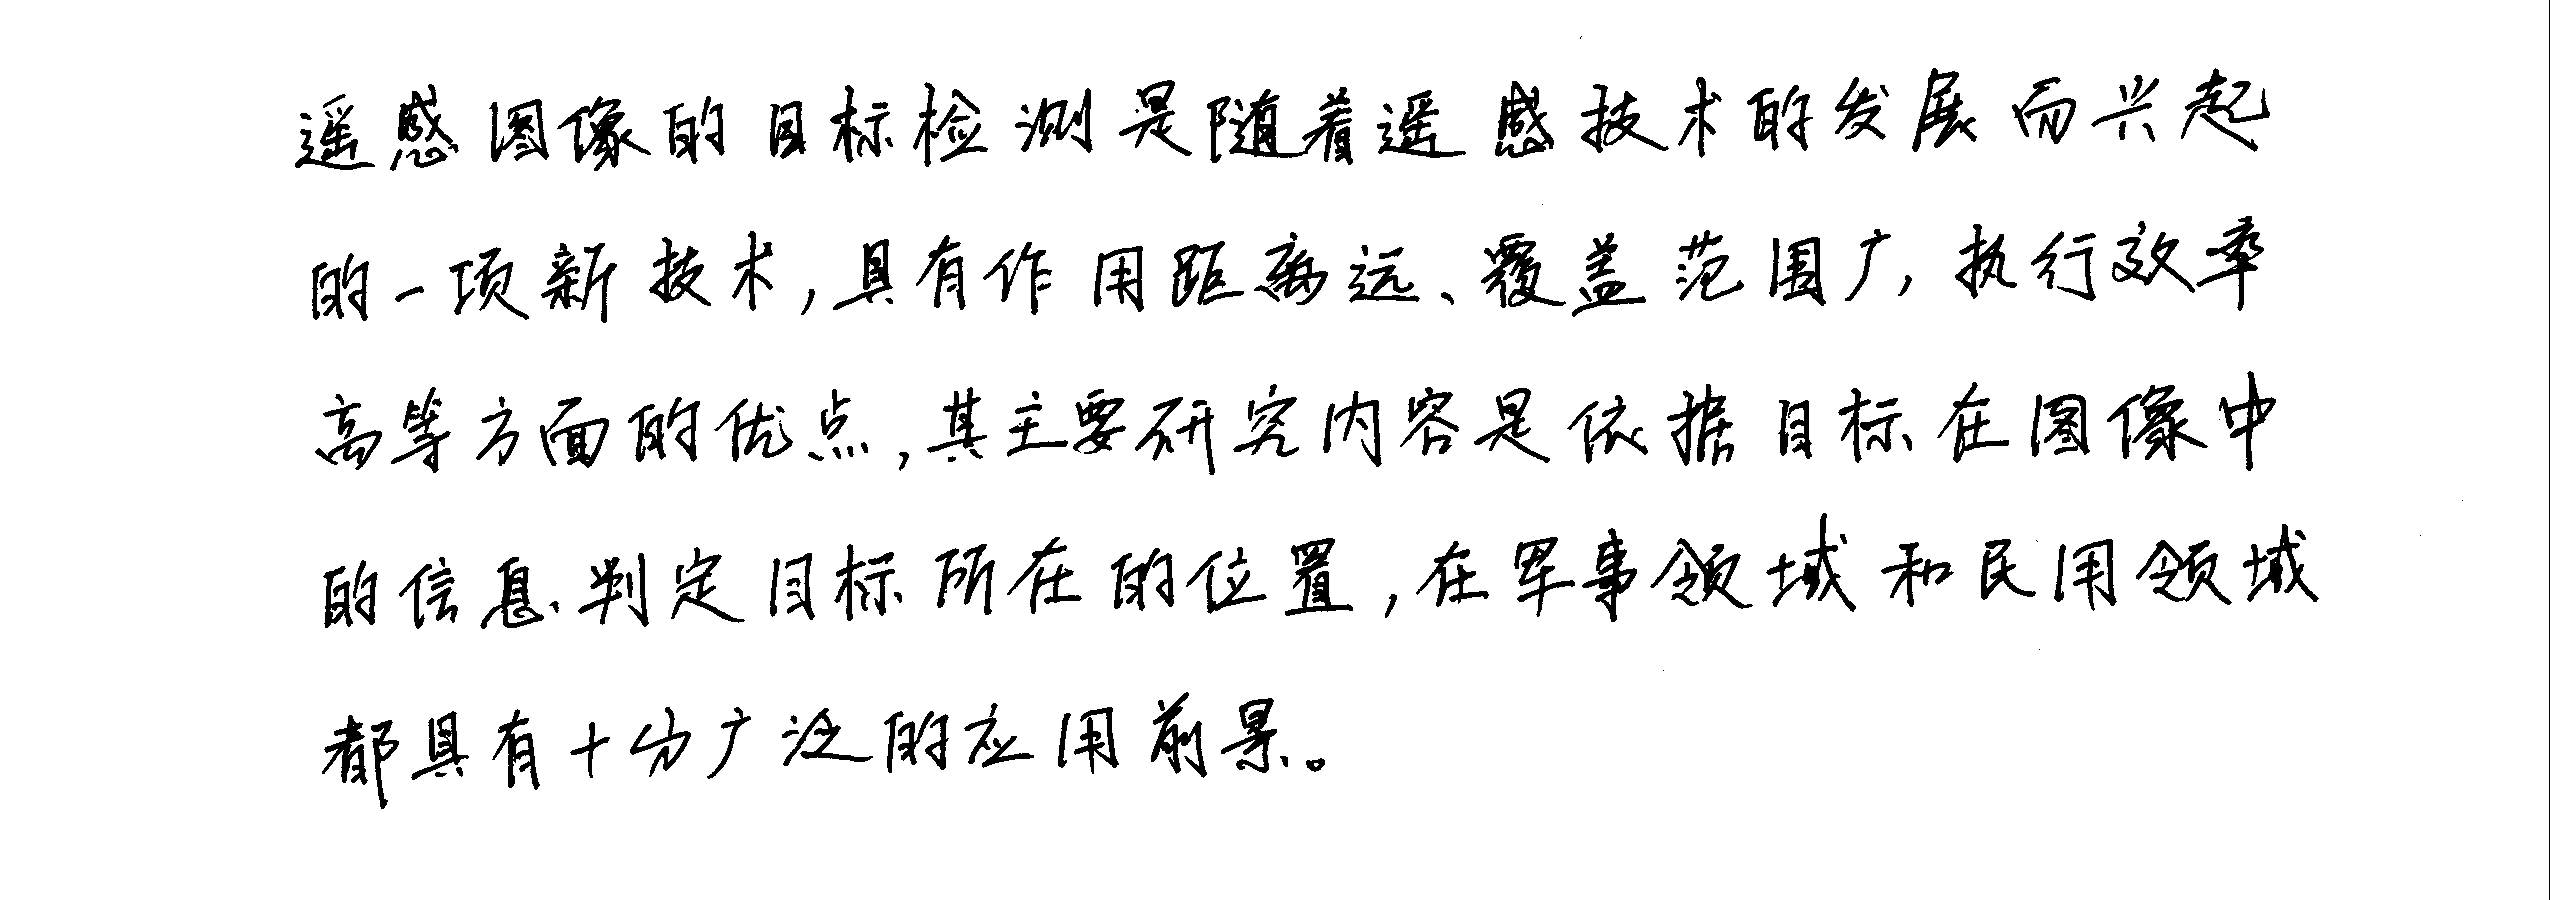 遥感图像的目标检测是随着遥感技术的发展而兴起
的一项新技术,具有作用距离远、覆盖范围广,执行效率
高等方面的优点,其主要研究内容是依据目标在图像中
的信息判定目标所在的位置,在军事领域和民用领域
都具有十分广泛的应用前景。